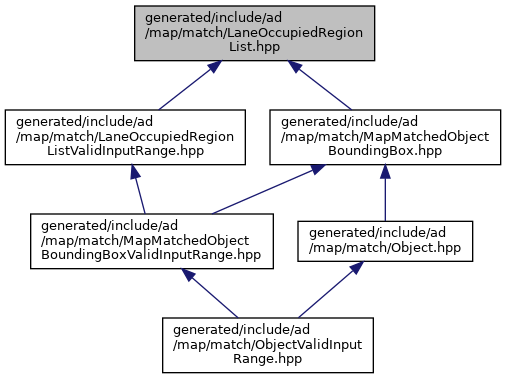 generated/include/ad
/map/match/LaneOccupiedRegion
List.hpp
generated/include/ad
/map/match/LaneOccupiedRegion
ListValidInputRange.hpp
generated/include/ad
/map/match/MapMatchedObject
BoundingBox.hpp
generated/include/ad
/map/match/MapMatchedObject
BoundingBoxValidInputRange.hpp
generated/include/ad
/map/match/Object.hpp
generated/include/ad
/map/match/ObjectValidInput
Range.hpp